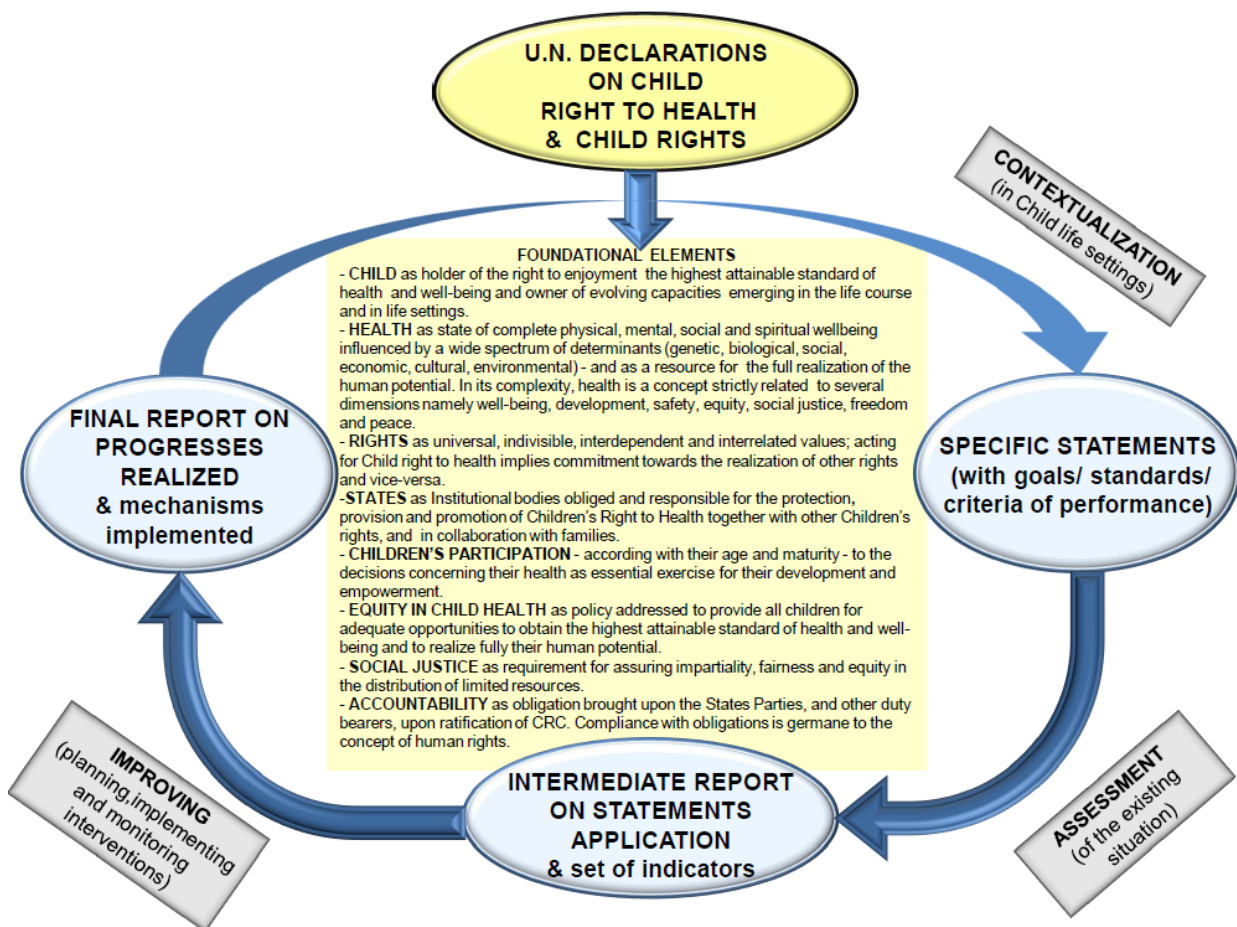 U.N. DECLARATIONS
ON CHILD
RIGHT TO HEALTH
& CHILD RIGHTS
CONTEXTUALIZATION
(in Child life settings)
FOUNDATIONAL ELEMENTS
- CHILD as holder of the right to enjoyment the highest attainable standard of
health and well-being and owner of evolving capacities emerging in the life course
and in life settings.
- HEALTH as state of complete physical, mental, social and spiritual wellbeing
influenced by a wide spectrum of determinants (genetic, biological, social,
economic, cultural, environmental) - and as a resource for the full realization of the
human potential. In its complexity, health is a concept strictly related to several
dimensions namely well-being, development, safety, equity, social justice, freedom
and peace.
- RIGHTS as universal, indivisible, interdependent and interrelated values; acting
for Child right to health implies commitment towards the realization of other rights
and vice-versa.
-STATES as Institutional bodies obliged and responsible for the protection,
provision and promotion of Children's Right to Health together with other Children's
rights, and in collaboration with families.
- CHILDREN'S PARTICIPATION - according with their age and maturity - to the
decisions concerning their health as essential exercise for their development and
empowerment.
- EQUITY IN CHILD HEALTH as policy addressed to provide all children for
adequate opportunities to obtain the highest attainable standard of health and well-
being and to realize fully their human potential.
- SOCIAL JUSTICE as requirement for assuring impartiality, fairness and equity in
the distribution of limited resources.
- ACCOUNTABILITY as obligation brought upon the States Parties, and other duty
bearers, upon ratification of CRC. Compliance with obligations is germane to the
concept of human rights.
SPECIFIC STATEMENTS
(with goals/ standards/
criteria of performance)
ASSESSMENT
(of the existing
situation)
INTERMEDIATE REPORT
ON STATEMENTS
APPLICATION
& set of indicators
IMPROVING
(planning,implementing
and monitoring
interventions)
FINAL REPORT ON
PROGRESSES
REALIZED
& mechanisms
implemented